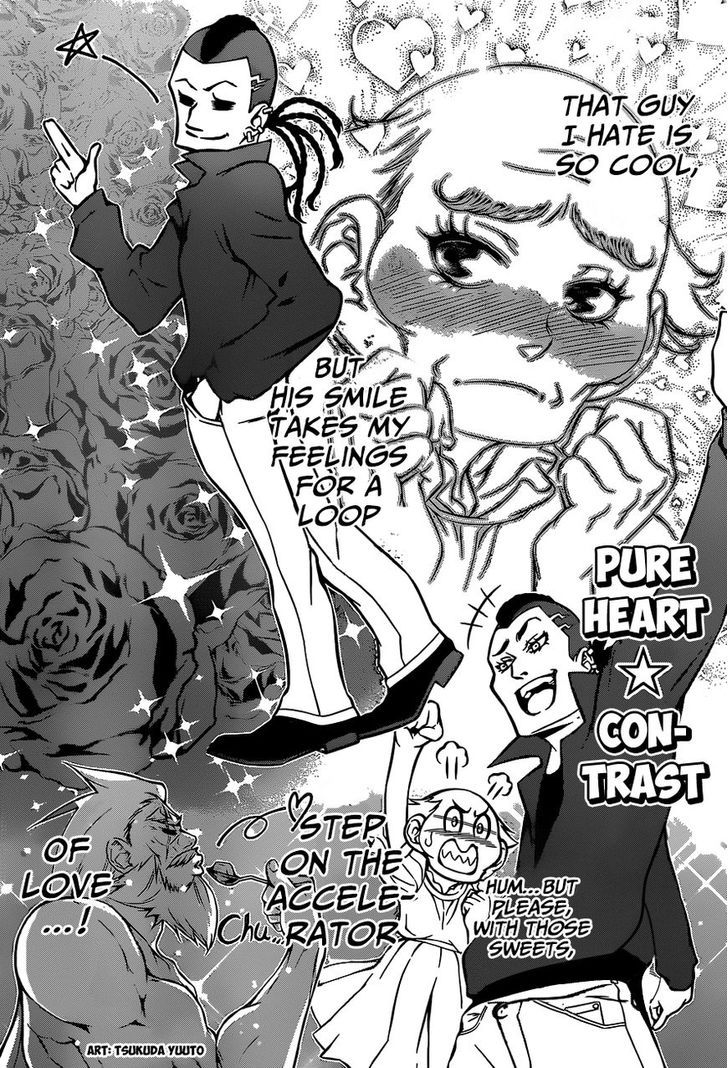 THAT GUY
I HATE IS
SO COOL,
BUT
HIS SMILE
TAKES MY
FEELINGS
FOR A
LOOP
PURE
HEART
☆
CON-
TRAST
HUM... BUT
PLEASE,
WITH THOSE
SWEETS,
STEP
ON THE
ACCELE-
RATOR
Chu...
OF
LOVE
...!
ART: TSUKUDA YUUTO